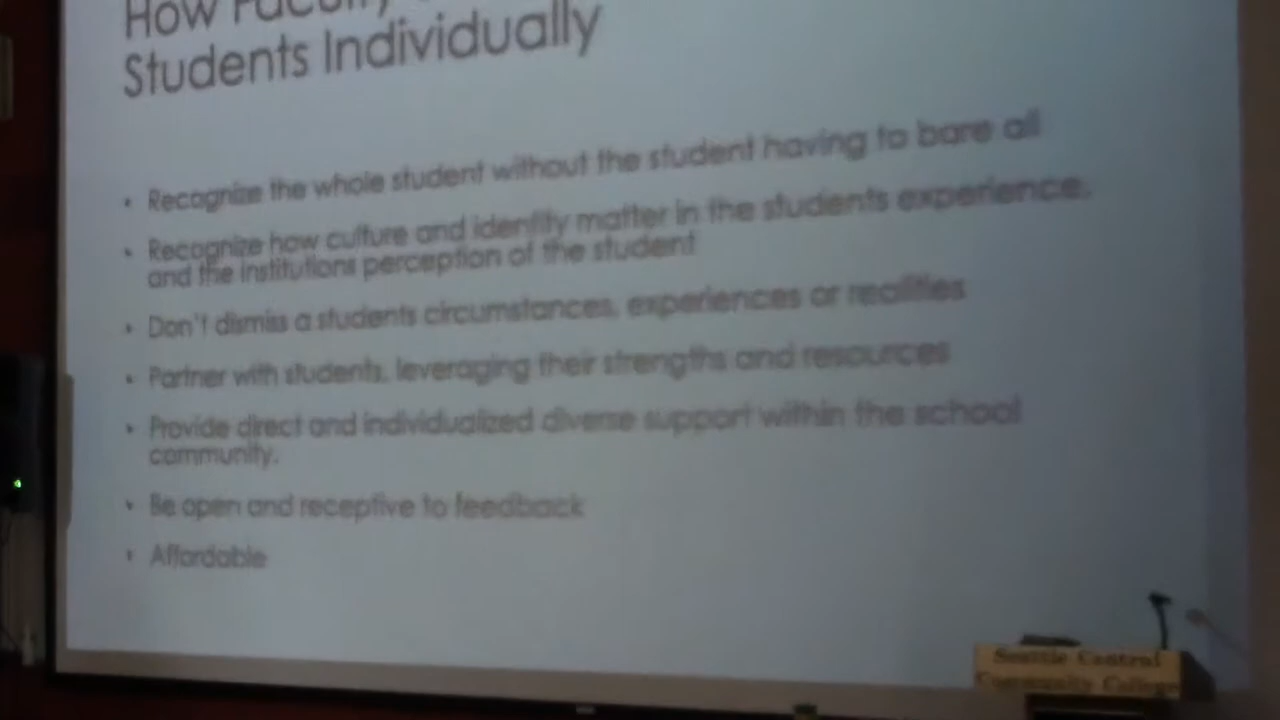 How Faculty
Students Individually
• Recognize the whole student without the student having to bare all
• Recognize how culture and identity matter in the students experience,
and the institutions perception of the student
• Don't dismiss a students circumstances, experiences or realities
• Partner with students, leveraging their strengths and resources
• Provide direct and individualized diverse support within the school
community.
• Be open and receptive to feedback
• Affordable
Seattle Central
Community College